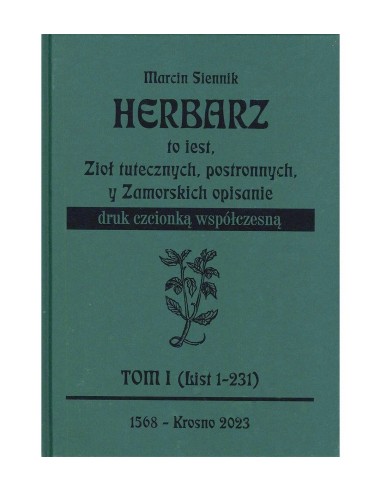 Marcin Siennik
HERBARZ
to iest,
Zioł tutecznych, postronnych,
y Zamorskich opisanie
druk czcionką współczesną
TOM I (List 1-231)
1568 - Krosno 2023